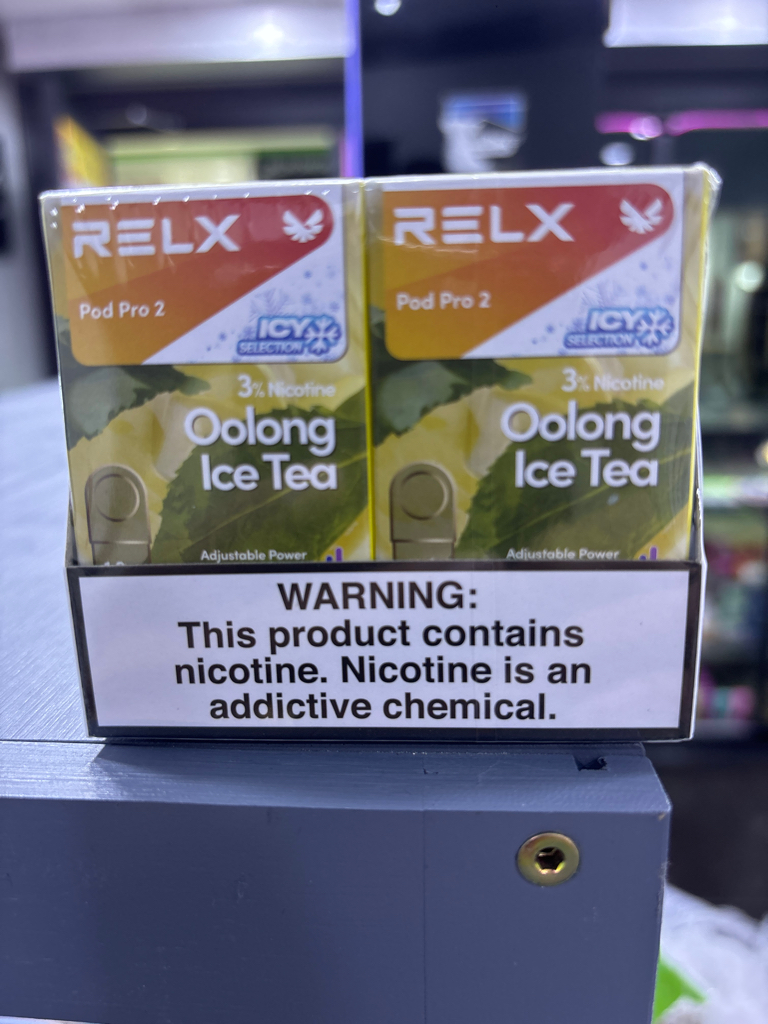 RELX
Pod Pro 2
ICY
SELECTION
3% Nicotine
Oolong
Ice Tea
Adjustable Power
RELX
Pod Pro 2
ICY
SELECTION
3% Nicotine
Oolong
Ice Tea
Adjustable Power
WARNING:
This product contains
nicotine. Nicotine is an
addictive chemical.